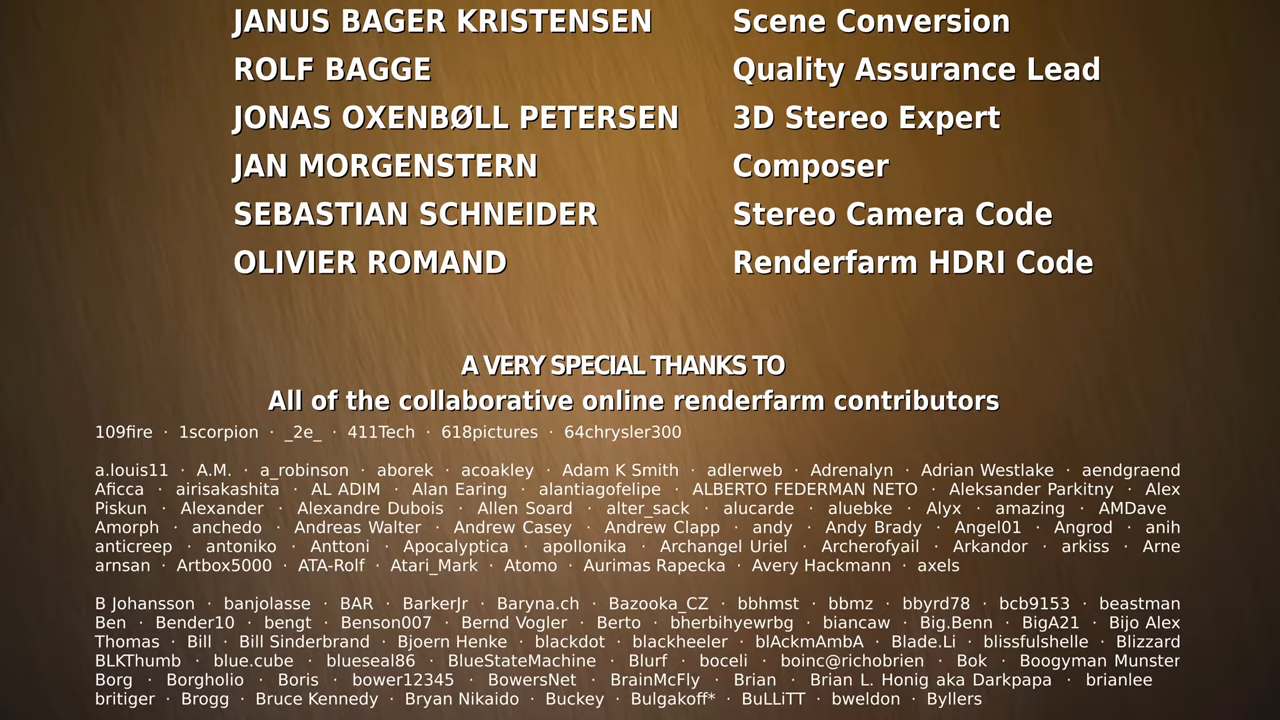 JANUS BAGER KRISTENSEN Scene Conversion
ROLF BAGGE Quality Assurance Lead
JONAS OXENBØLL PETERSEN 3D Stereo Expert
JAN MORGENSTERN Composer
SEBASTIAN SCHNEIDER Stereo Camera Code
OLIVIER ROMAND Renderfarm HDRI Code
A VERY SPECIAL THANKS TO
All of the collaborative online renderfarm contributors
109fire · 1scorpion · _2e_ · 411Tech · 618pictures · 64chrysler300
a.louis11 · A.M. · a_robinson · aborek · acoakley · Adam K Smith · adlerweb · Adrenalyn · Adrian Westlake · aendgraend
Aficca · airisakashita · AL ADIM · Alan Earing · alantiagofelipe · ALBERTO FEDERMAN NETO · Aleksander Parkitny · Alex
Piskun · Alexander · Alexandre Dubois · Allen Soard · alter_sack · alucarde · aluebke · Alyx · amazing · AMDave
Amorph · anchedo · Andreas Walter · Andrew Casey · Andrew Clapp · andy · Andy Brady · Angel01 · Angrod · anih
anticreep · antoniko · Anttoni · Apocalyptica · apollonika · Archangel Uriel · Archerofyail · Arkandor · arkiss · Arne
arnsan · Artbox5000 · ATA-Rolf · Atari_Mark · Atomo · Aurimas Rapecka · Avery Hackmann · axels
B Johansson · banjolasse · BAR · BarkerJr · Baryna.ch · Bazooka_CZ · bbhmst · bbmz · bbyrd78 · bcb9153 · beastman
Ben · Bender10 · bengt · Benson007 · Bernd Vogler · Berto · bherbihyewrbg · biancaw · Big.Benn · BigA21 · Bijo Alex
Thomas · Bill · Bill Sinderbrand · Bjoern Henke · blackdot · blackheeler · blAckmAmbA · Blade.Li · blissfulshelle · Blizzard
BLKThumb · blue.cube · blueseal86 · BlueStateMachine · Blurf · boceli · boinc@richobrien · Bok · Boogyman Munster
Borg · Borgholio · Boris · bower12345 · BowersNet · BrainMcFly · Brian · Brian L. Honig aka Darkpapa · brianlee
britiger · Brogg · Bruce Kennedy · Bryan Nikaido · Buckey · Bulgakoff* · BuLLiTT · bweldon · Byllers